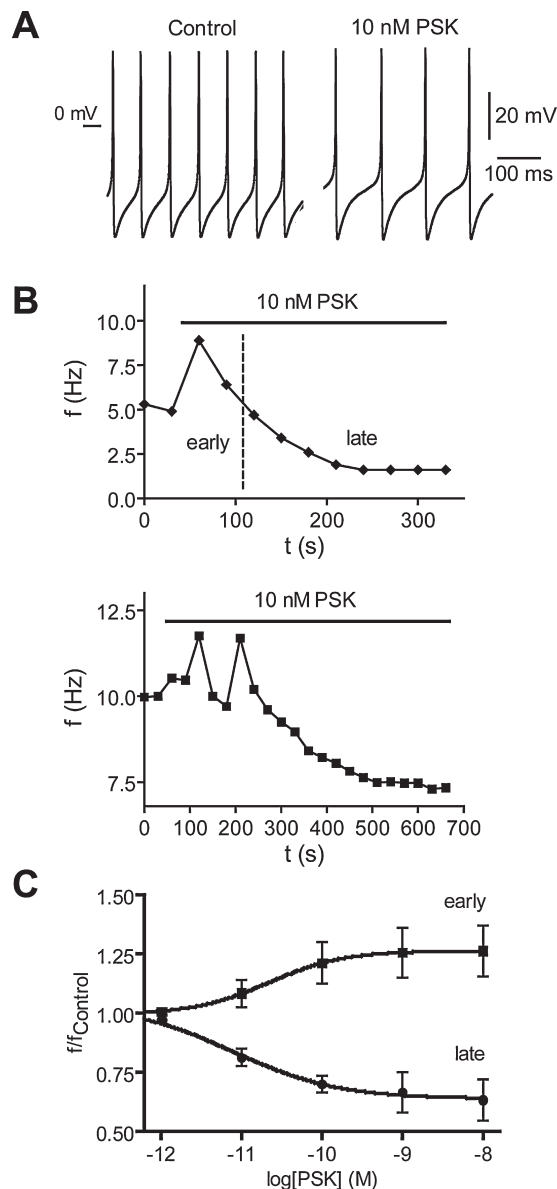 A
Control
10 nM PSK
0 mV
20 mV
100 ms
B
10 nM PSK
f (Hz)
10.0
7.5
5.0
2.5
0.0
early
late
0 100 200 300
t (s)
10 nM PSK
f (Hz)
12.5
10.0
7.5
0 100 200 300 400 500 600 700
t (s)
C
f/fControl
1.50
1.25
1.00
0.75
0.50
early
late
-12 -11 -10 -9 -8
log[PSK] (M)